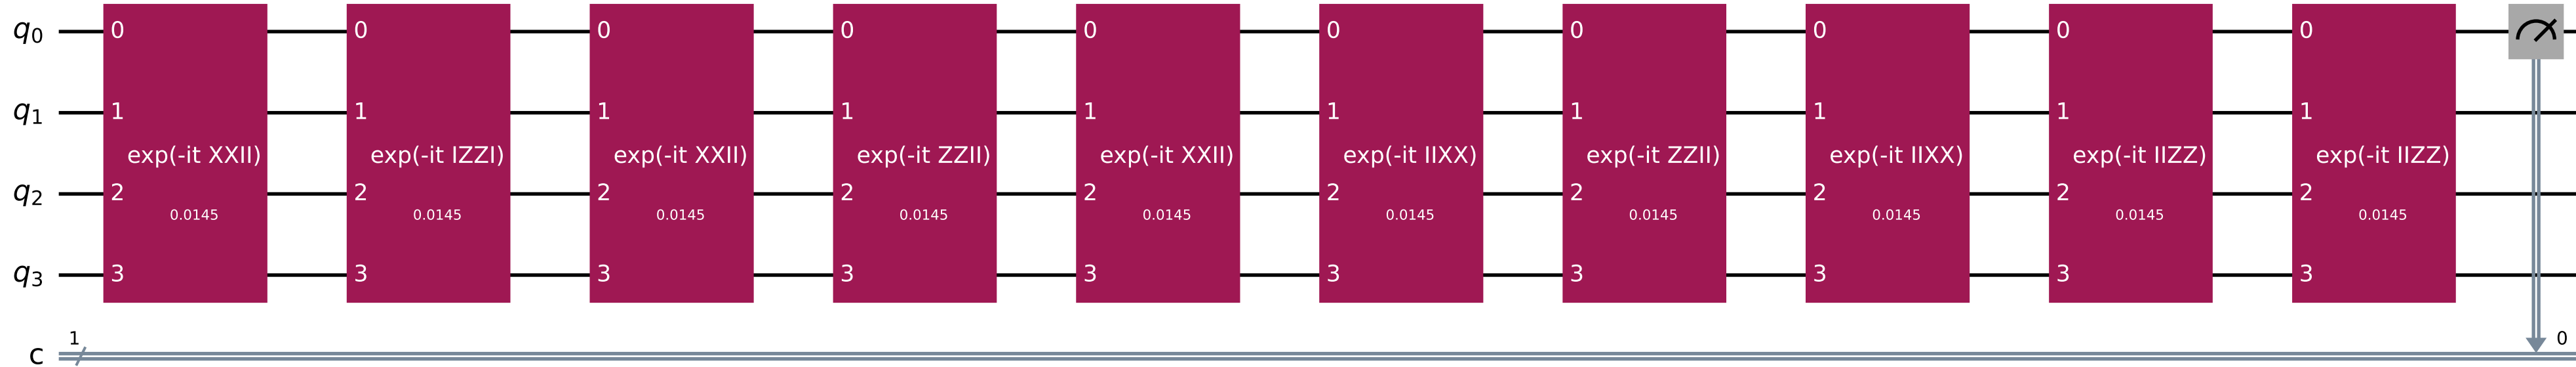 q0 0 0 0 0 0 0 0 0 0 0
q1 1 1 1 1 1 1 1 1 1 1
exp(-it XXII) exp(-it IZZI) exp(-it XXII) exp(-it ZZII) exp(-it XXII) exp(-it IIXX) exp(-it ZZII) exp(-it IIXX) exp(-it IIZZ) exp(-it IIZZ)
q2 2 2 2 2 2 2 2 2 2 2
0.0145 0.0145 0.0145 0.0145 0.0145 0.0145 0.0145 0.0145 0.0145 0.0145
q3 3 3 3 3 3 3 3 3 3 3
1 0
c